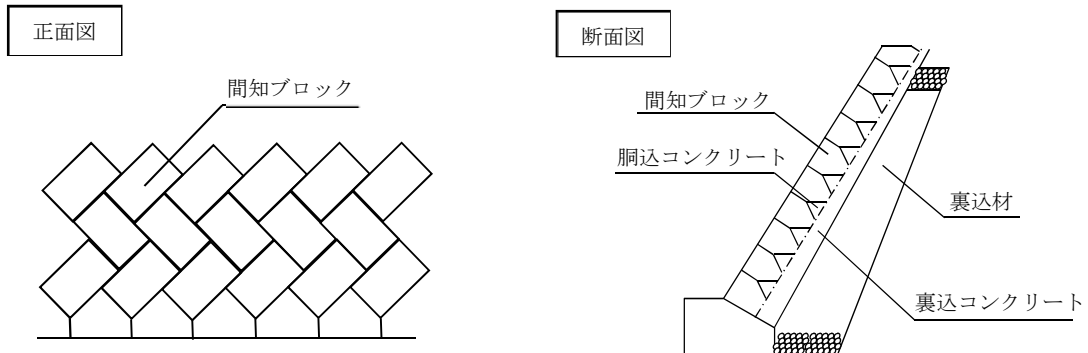 正面図
間知ブロック
断面図
間知ブロック
胴込コンクリート
裏込材
裏込コンクリート